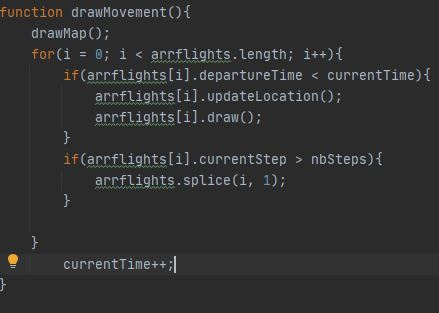 function drawMovement(){
    drawMap();
    for(i = 0; i < arrflights.length; i++){
        if(arrflights[i].departureTime < currentTime){
            arrflights[i].updateLocation();
            arrflights[i].draw();
        }
        if(arrflights[i].currentStep > nbSteps){
            arrflights.splice(i, 1);
        }

    }
        currentTime++;
}